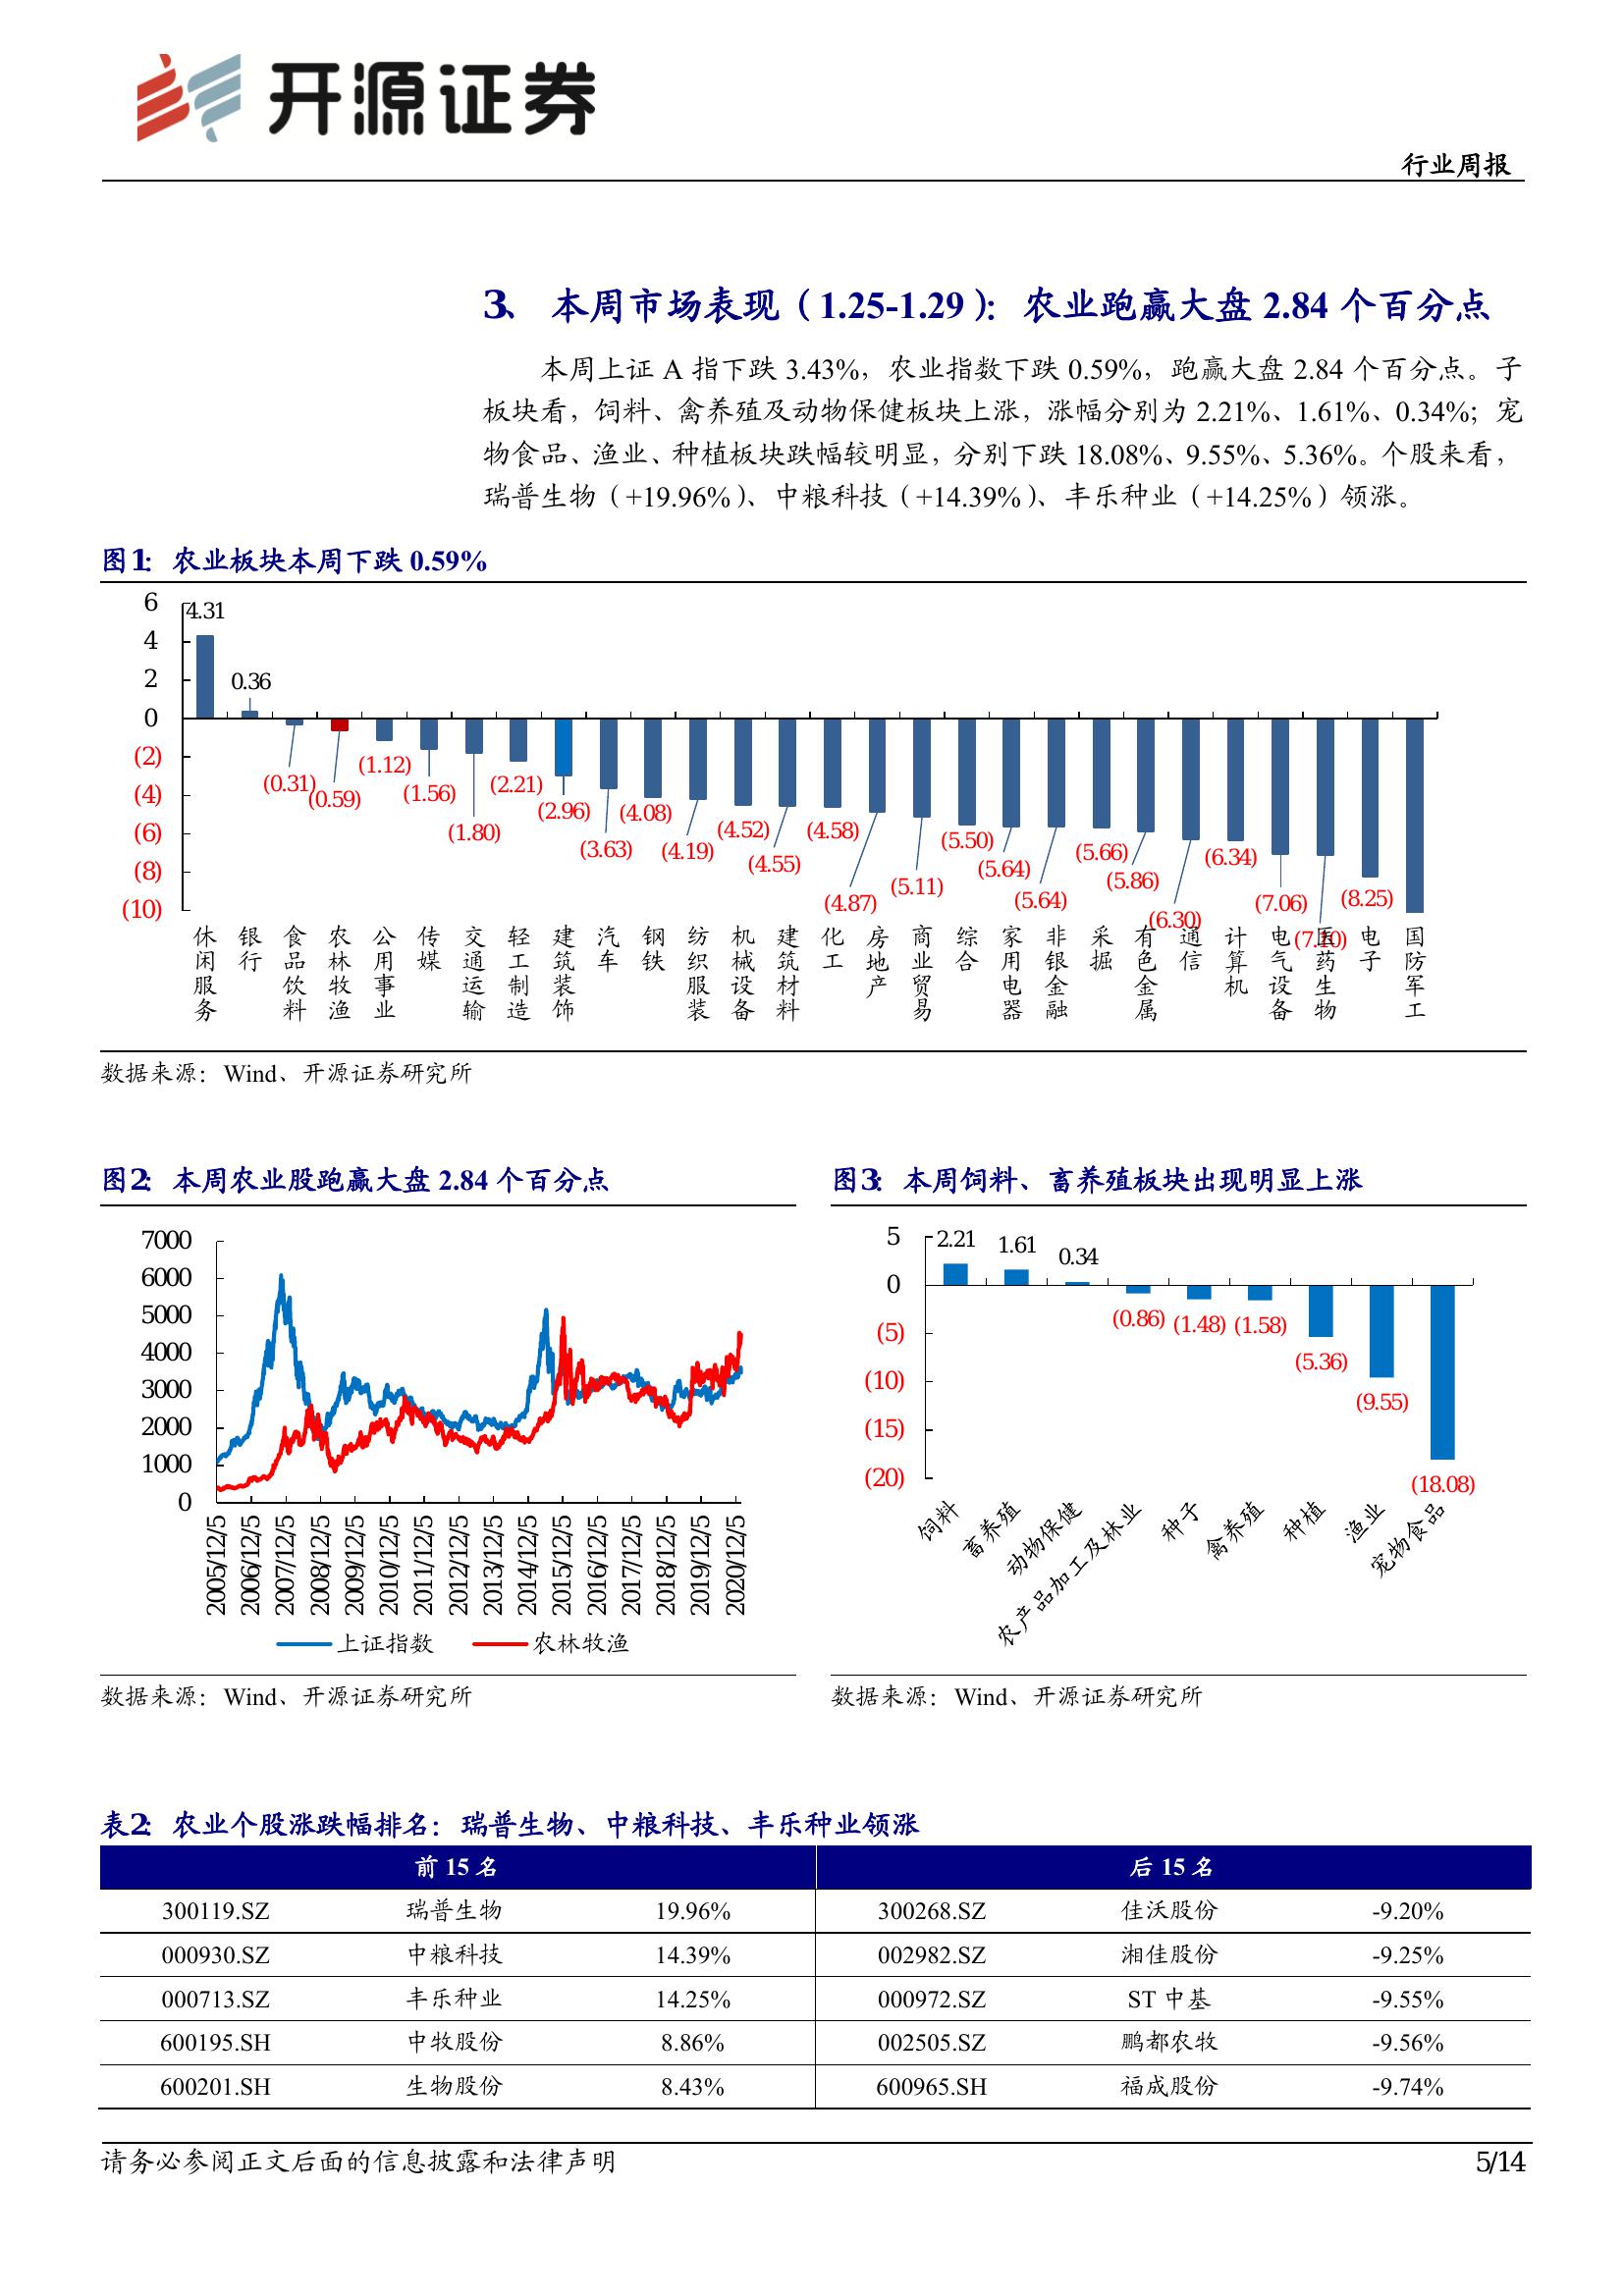 开源证券
行业周报
3、 本周市场表现（1.25-1.29）：农业跑赢大盘 2.84 个百分点
本周上证 A 指下跌 3.43%，农业指数下跌 0.59%，跑赢大盘 2.84 个百分点。子
板块看，饲料、禽养殖及动物保健板块上涨，涨幅分别为 2.21%、1.61%、0.34%；宠
物食品、渔业、种植板块跌幅较明显，分别下跌 18.08%、9.55%、5.36%。个股来看，
瑞普生物（+19.96%）、中粮科技（+14.39%）、丰乐种业（+14.25%）领涨。
图1：农业板块本周下跌 0.59%
6
4
2
0
(2)
(4)
(6)
(8)
(10)
4.31
0.36
(0.31)
(0.59)
(1.12)
(1.56)
(1.80)
(2.21)
(2.96)
(3.63)
(4.08)
(4.19)
(4.52)
(4.55)
(4.58)
(4.87)
(5.11)
(5.50)
(5.64)
(5.64)
(5.66)
(5.86)
(6.30)
(6.34)
(7.06)
(7.10)
(8.25)
休闲服务
银行
食品饮料
农林牧渔
公用事业
传媒
交通运输
轻工制造
建筑装饰
汽车
钢铁
纺织服装
机械设备
建筑材料
化工
房地产
商业贸易
综合
家用电器
非银金融
采掘
有色金属
通信
计算机
电气设备
医药生物
电子
国防军工
数据来源：Wind、开源证券研究所
图2：本周农业股跑赢大盘 2.84 个百分点
7000
6000
5000
4000
3000
2000
1000
0
2005/12/5
2006/12/5
2007/12/5
2008/12/5
2009/12/5
2010/12/5
2011/12/5
2012/12/5
2013/12/5
2014/12/5
2015/12/5
2016/12/5
2017/12/5
2018/12/5
2019/12/5
2020/12/5
上证指数 农林牧渔
数据来源：Wind、开源证券研究所
图3：本周饲料、畜养殖板块出现明显上涨
5
0
(5)
(10)
(15)
(20)
2.21
1.61
0.34
(0.86)
(1.48)
(1.58)
(5.36)
(9.55)
(18.08)
饲料
畜养殖
动物保健
农产品加工及林业
种子
禽养殖
种植
渔业
宠物食品
数据来源：Wind、开源证券研究所
表2：农业个股涨跌幅排名：瑞普生物、中粮科技、丰乐种业领涨
前 15 名 后 15 名
300119.SZ 瑞普生物 19.96% 300268.SZ 佳沃股份 -9.20%
000930.SZ 中粮科技 14.39% 002982.SZ 湘佳股份 -9.25%
000713.SZ 丰乐种业 14.25% 000972.SZ ST 中基 -9.55%
600195.SH 中牧股份 8.86% 002505.SZ 鹏都农牧 -9.56%
600201.SH 生物股份 8.43% 600965.SH 福成股份 -9.74%
请务必参阅正文后面的信息披露和法律声明 5/14